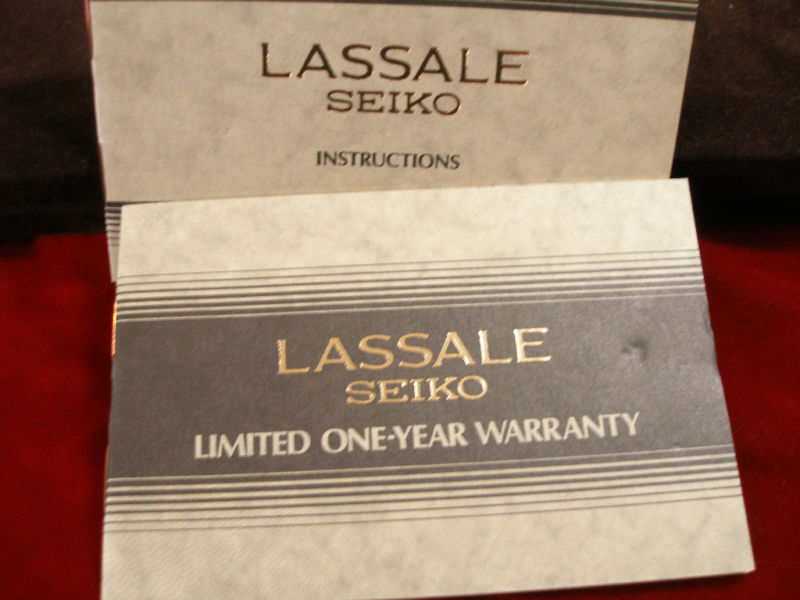 LASSALE
SEIKO
INSTRUCTIONS
LASSALE
SEIKO
LIMITED ONE-YEAR WARRANTY